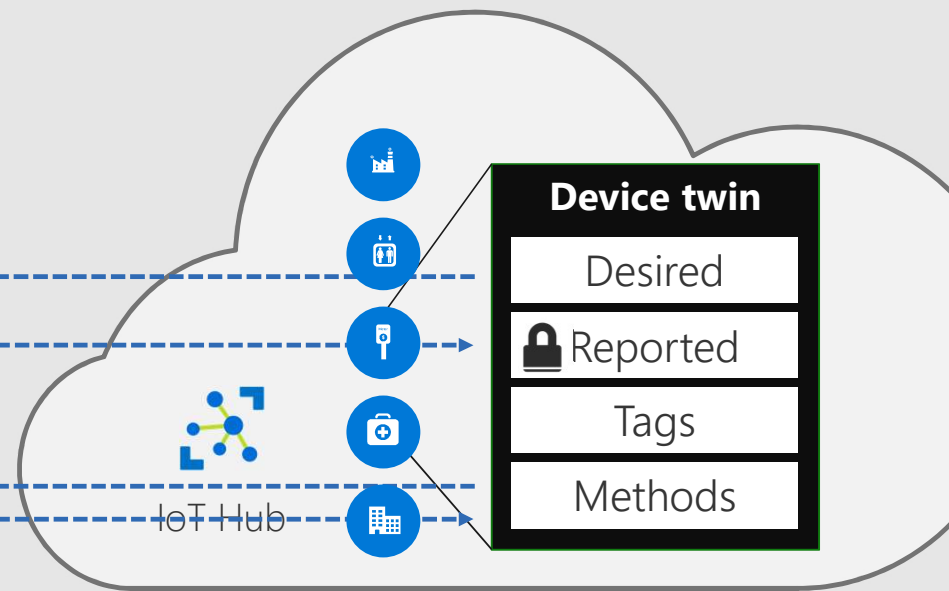 Device twin
Desired
Reported
Tags
Methods
IoT Hub